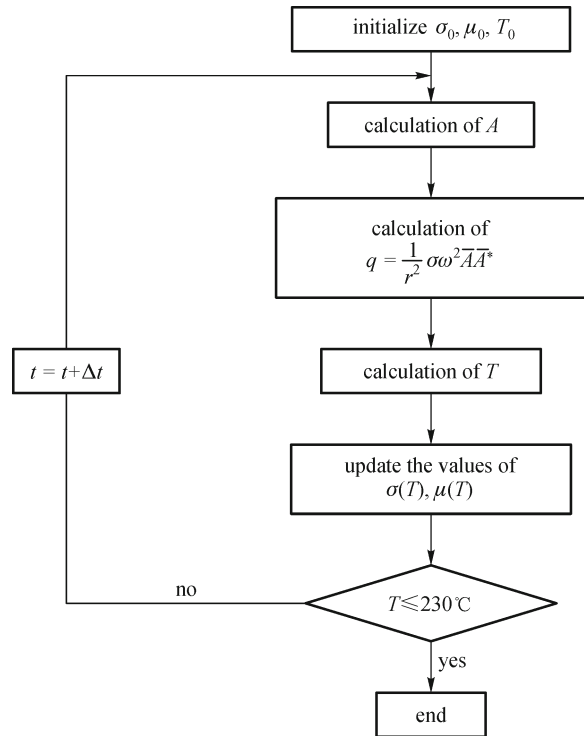 initialize σ₀, μ₀, T₀
calculation of A
calculation of
q = 1/r² σω²A̅A̅*
t = t+Δt
calculation of T
update the values of
σ(T), μ(T)
T⩽230℃
no
yes
end